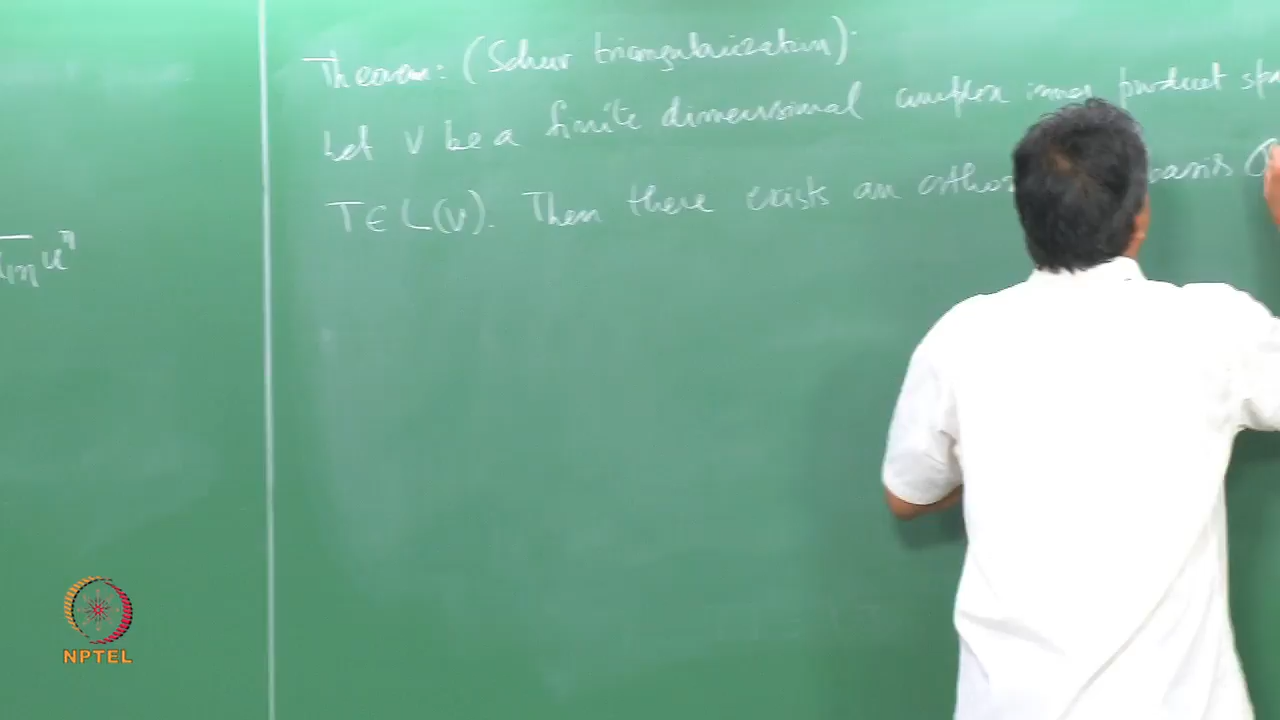 Theorem: (Schur triangularization):
Let V be a finite dimensional complex inner product spa
T ∈ L(V). Then there exists an ortho basis B
NPTEL